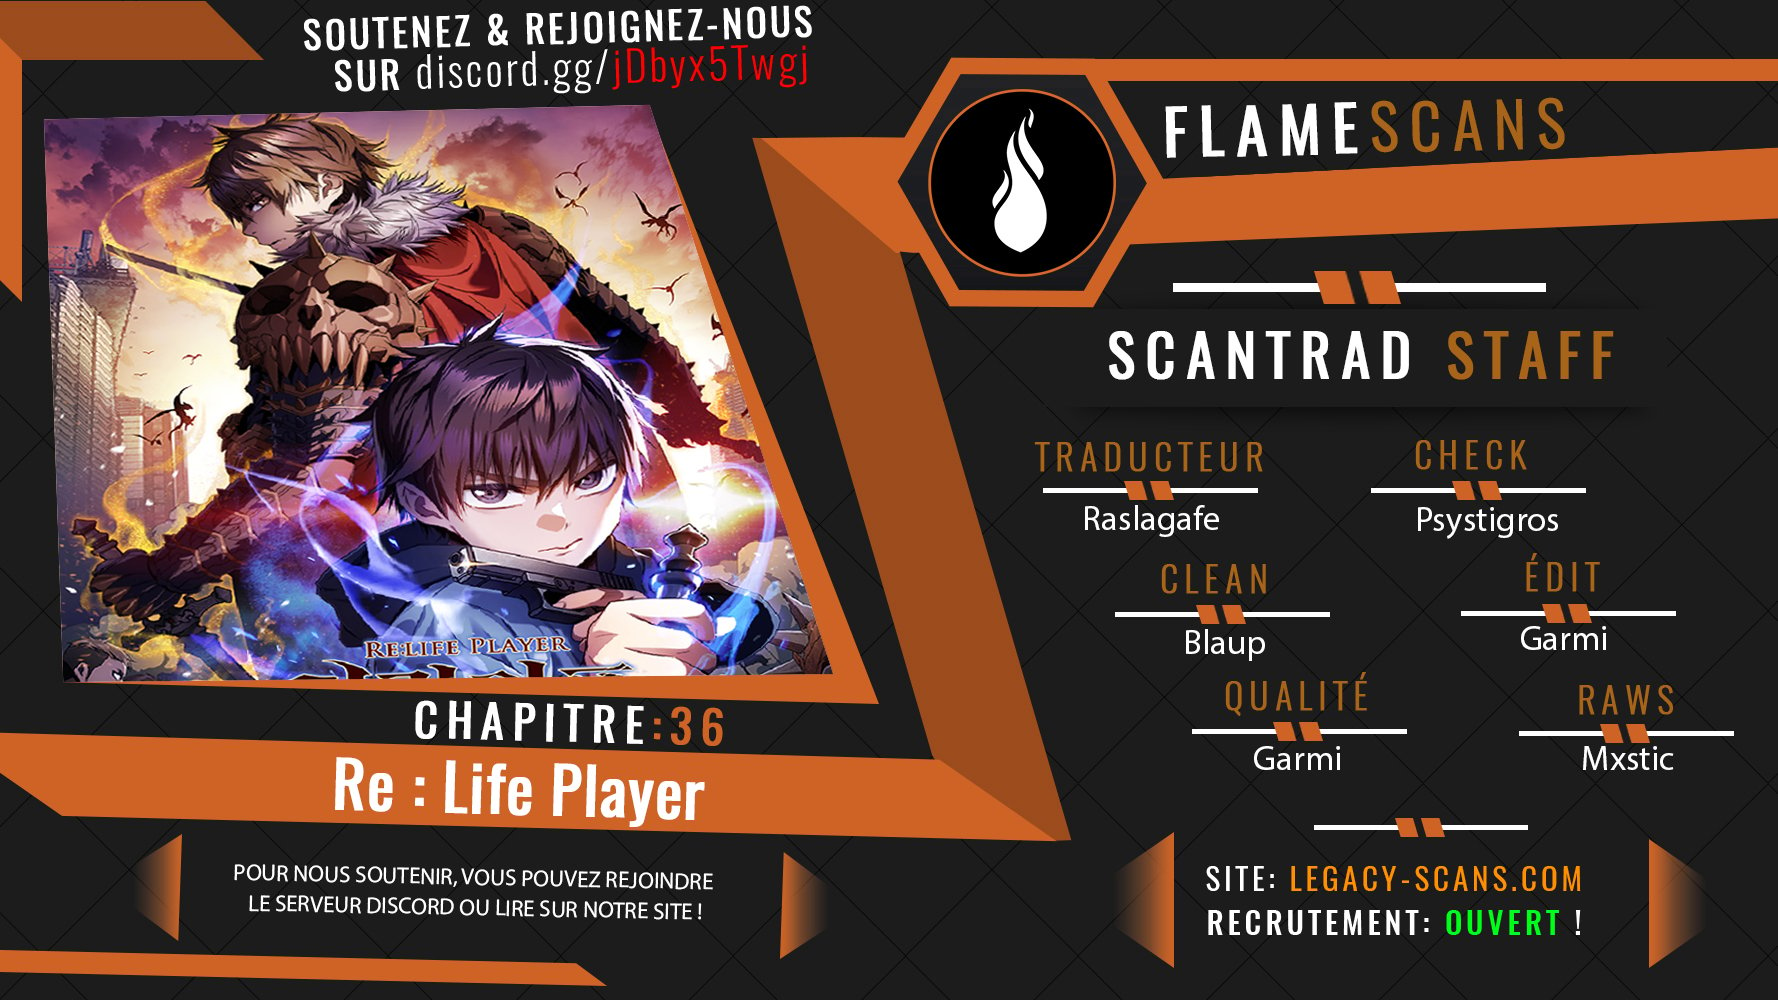 SOUTENEZ & REJOIGNEZ-NOUS
SUR discord.gg/jDbyx5Twgj
RE:LIFE PLAYER
CHAPITRE:36
Re : Life Player
POUR NOUS SOUTENIR, VOUS POUVEZ REJOINDRE
LE SERVEUR DISCORD OU LIRE SUR NOTRE SITE !
FLAMESCANS
SCANTRAD STAFF
TRADUCTEUR
Raslagafe
CHECK
Psystigros
CLEAN
Blaup
ÉDIT
Garmi
QUALITÉ
Garmi
RAWS
Mxstic
SITE: LEGACY-SCANS.COM
RECRUTEMENT: OUVERT !